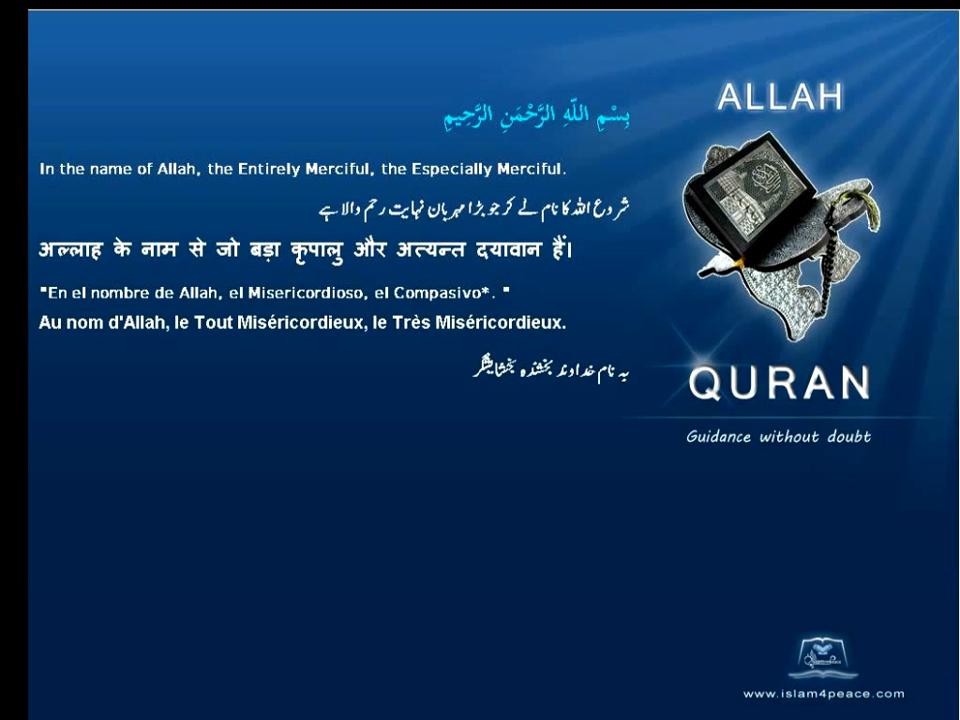 بِسْمِ اللّهِ الرَّحْمَنِ الرَّحِيمِ
In the name of Allah, the Entirely Merciful, the Especially Merciful.
شروع اللہ کا نام لے کر جو بڑا مہربان نہایت رحم والا ہے
अल्लाह के नाम से जो बड़ा कृपालु और अत्यन्त दयावान हैं।
"En el nombre de Allah, el Misericordioso, el Compasivo*. "
Au nom d'Allah, le Tout Miséricordieux, le Très Miséricordieux.
به نام خداوند بخشنده بخشایشگر
ALLAH
QURAN
Guidance without doubt
www.islam4peace.com